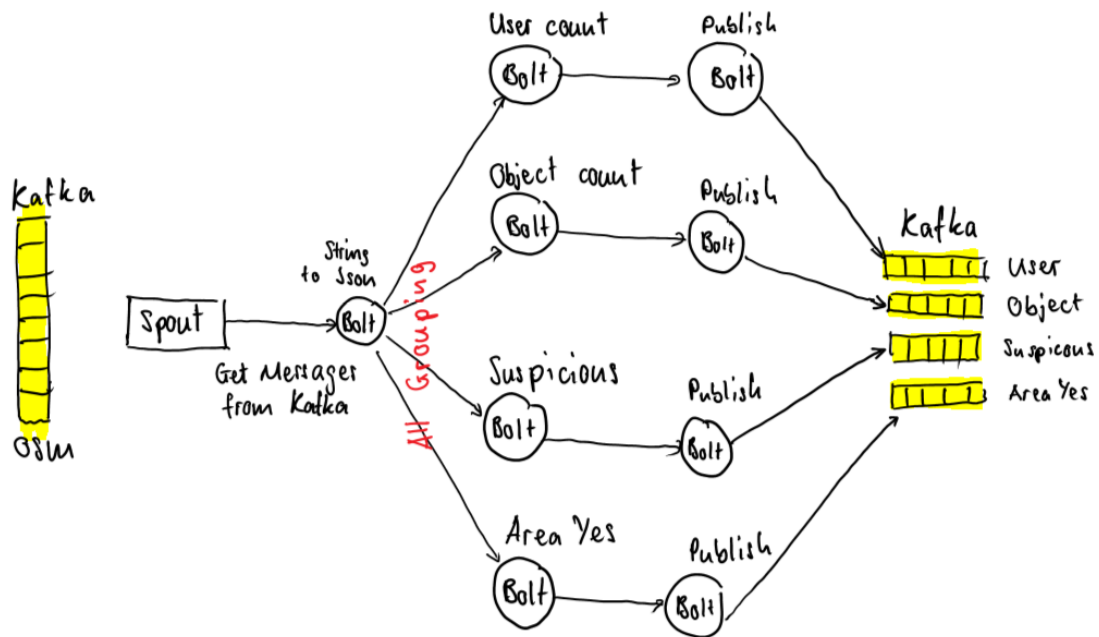 Kafka
Osm
Spout
Get Messages
from Kafka
String
to Json
Bolt
All Grouping
User count
Bolt
Publish
Bolt
Object count
Bolt
Publish
Bolt
Suspicious
Bolt
Publish
Bolt
Area Yes
Bolt
Publish
Bolt
Kafka
User
Object
Suspicous
Area Yes